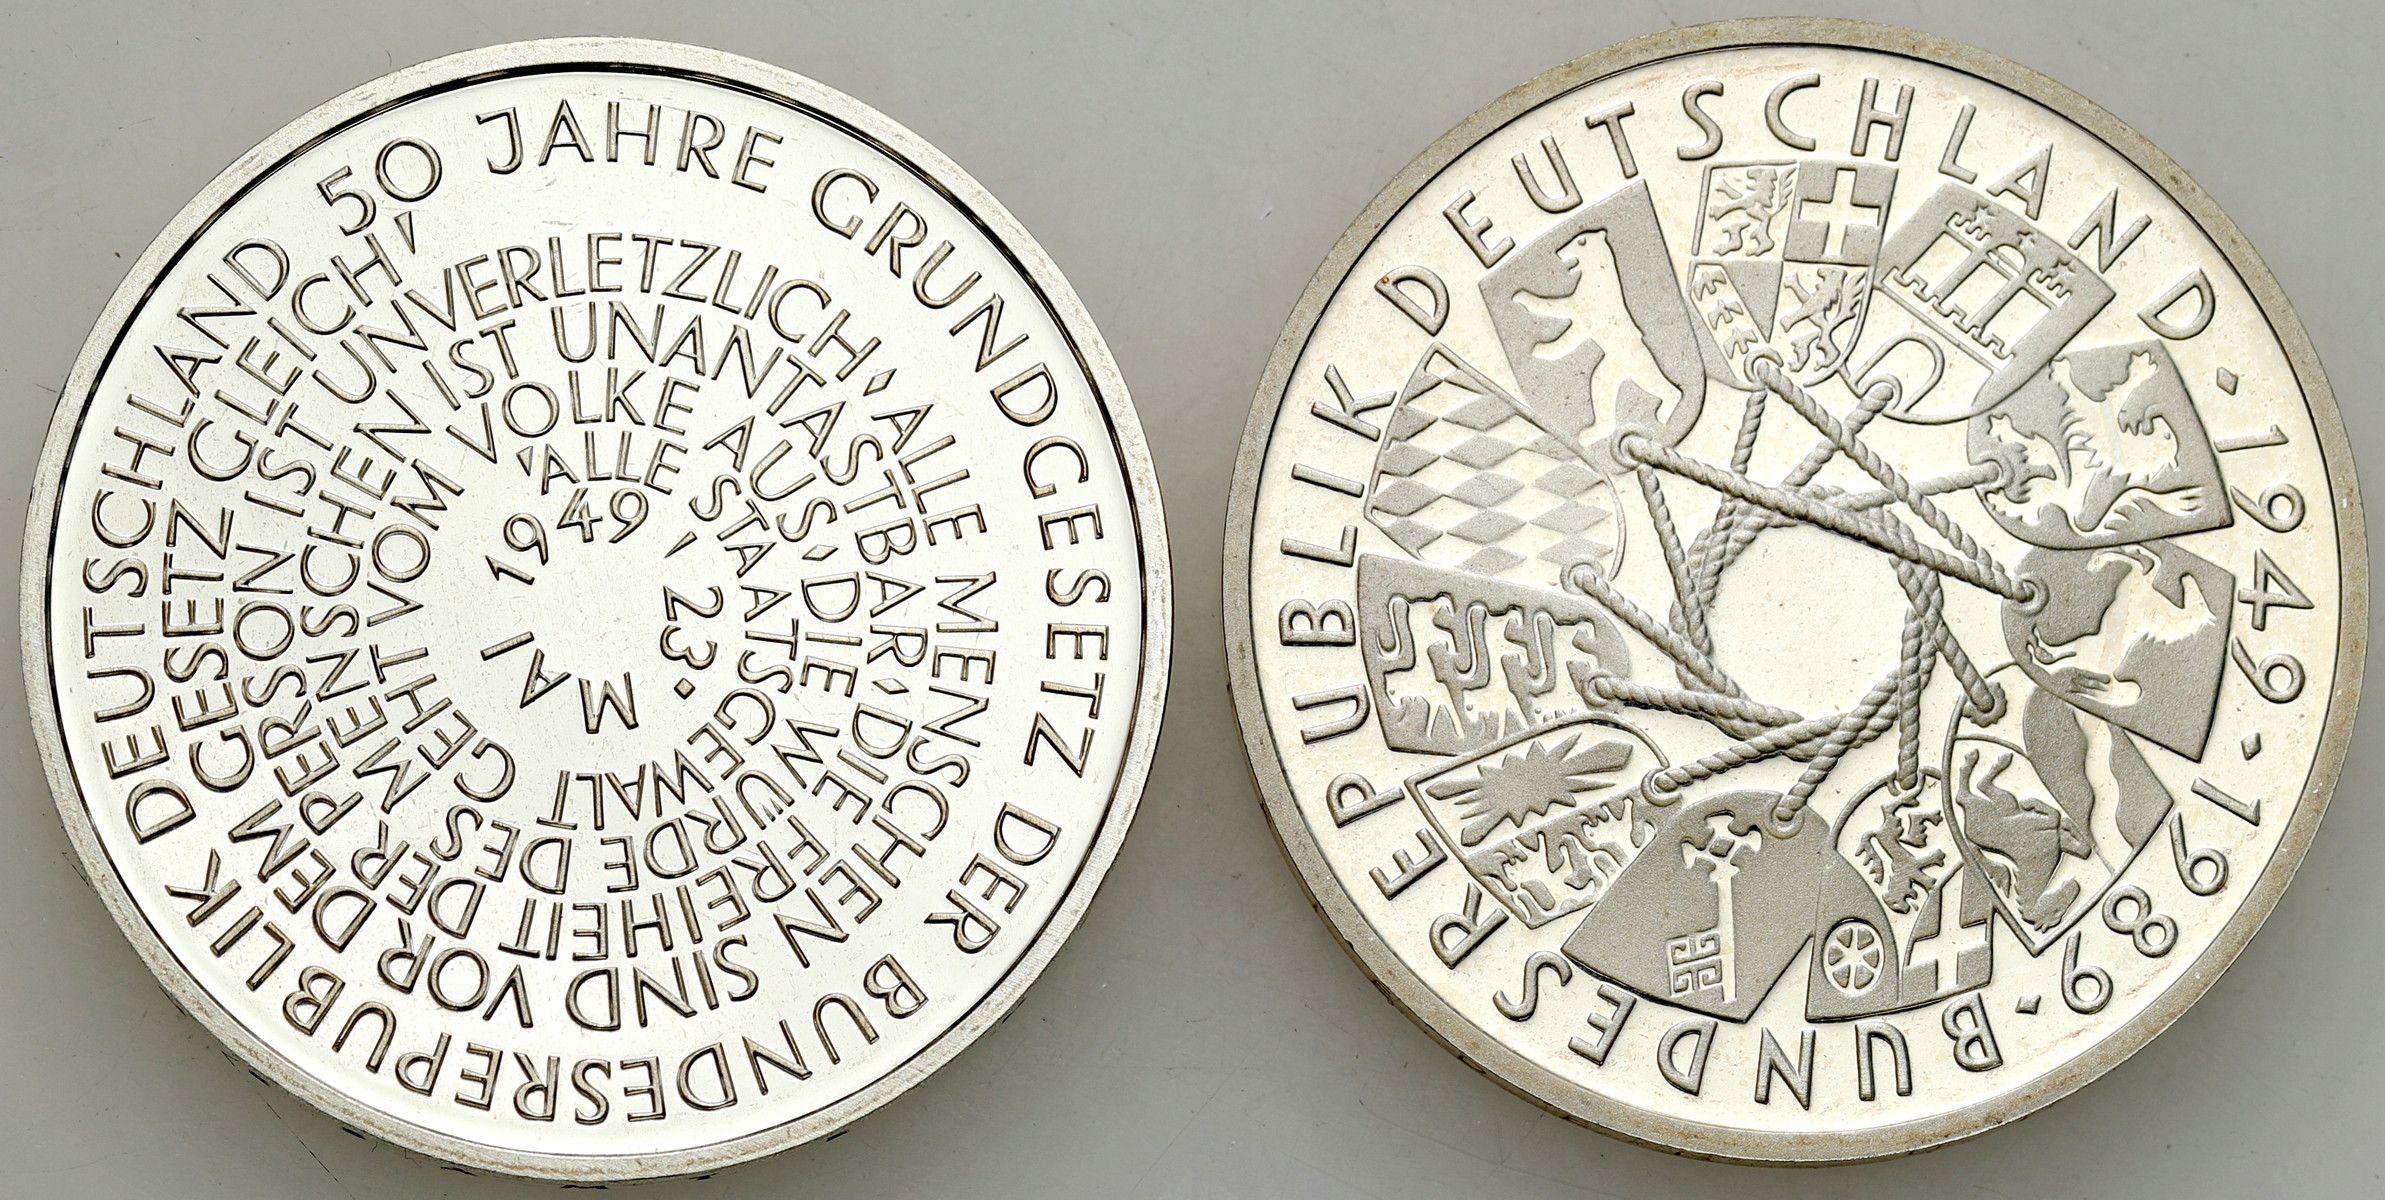 50 JAHRE GRUNDGESETZ DER BUNDESREPUBLIK DEUTSCHLAND
23· MAI 1949
'ALLE STAATSGEWALT GEHT VOM VOLKE AUS· DIE WÜRDE DES MENSCHEN IST UNANTASTBAR· DIE FREIHEIT DER PERSON IST UNVERLETZLICH· ALLE MENSCHEN SIND VOR DEM GESETZ GLEICH'
BUNDESREPUBLIK DEUTSCHLAND · 1949 · 1989 ·